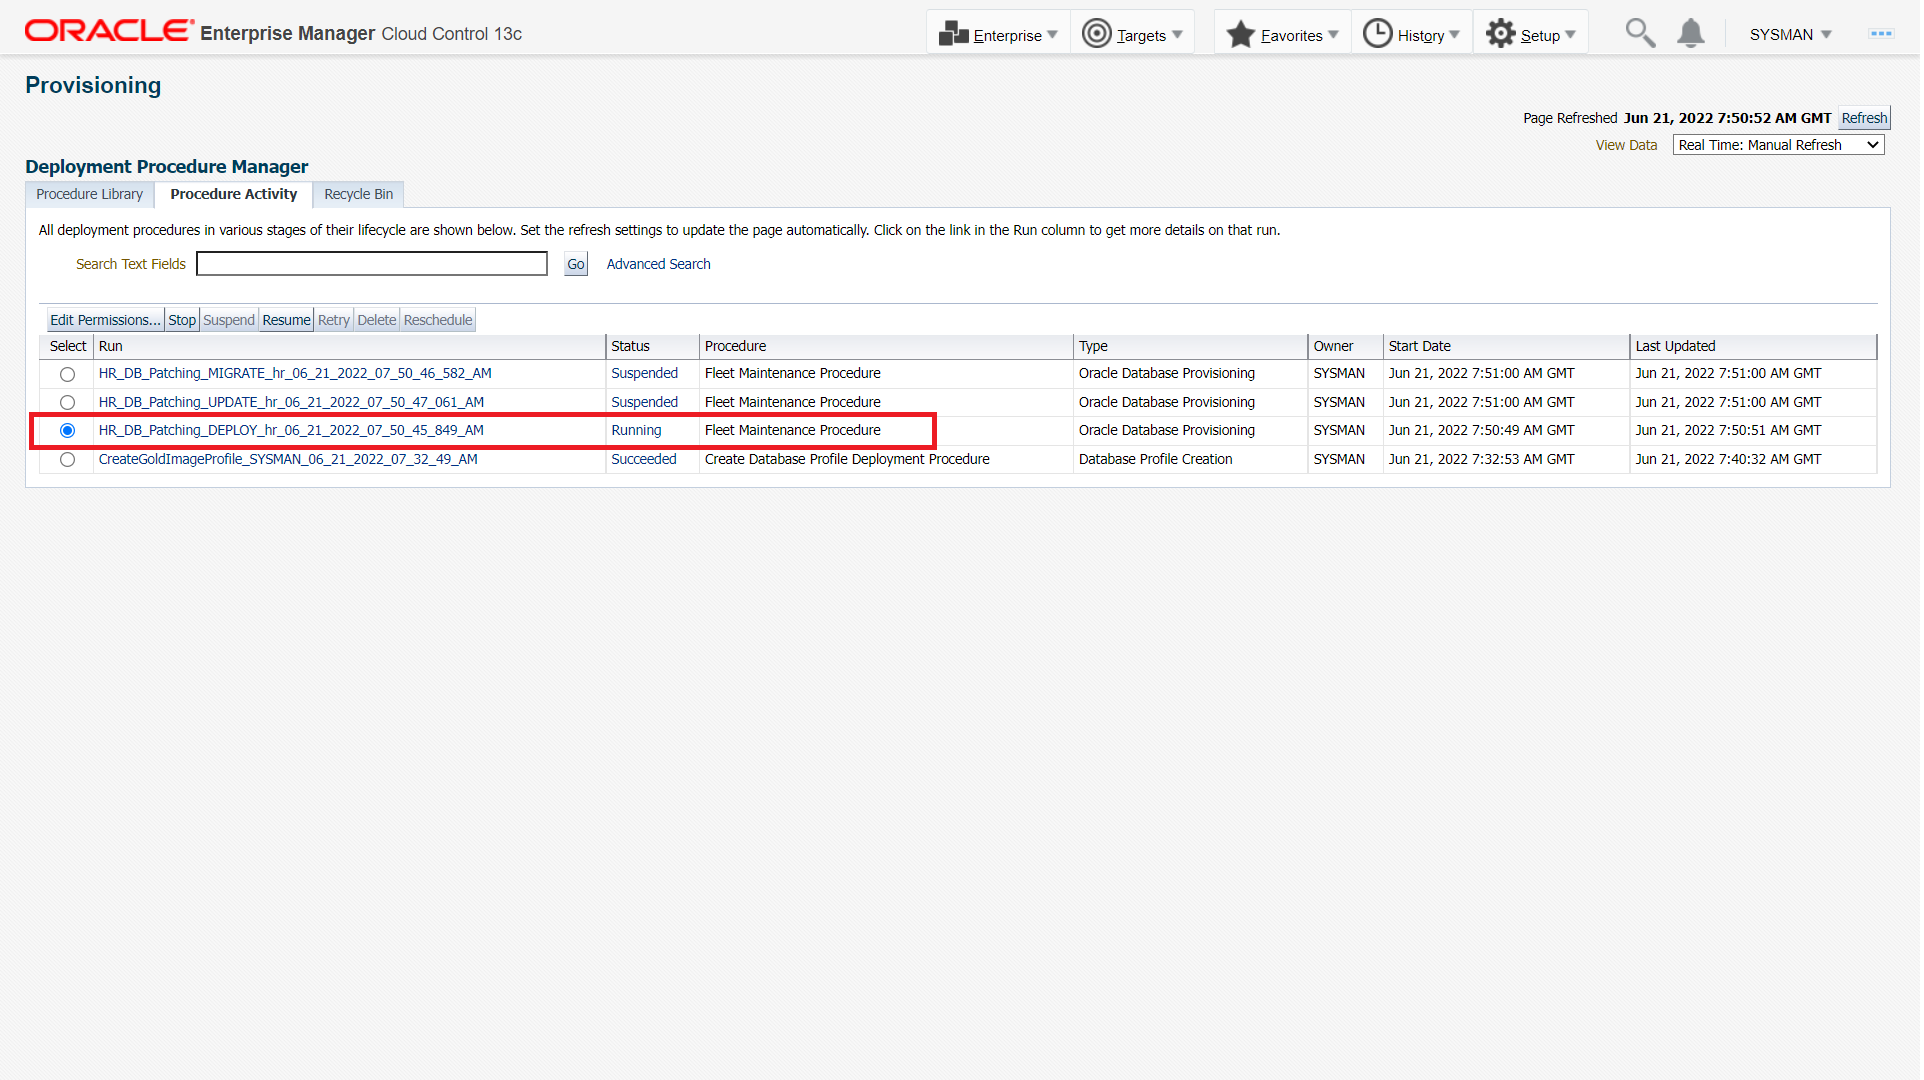 ORACLE Enterprise Manager Cloud Control 13c Enterprise Targets Favorites History Setup SYSMAN
Provisioning
Page Refreshed Jun 21, 2022 7:50:52 AM GMT Refresh
View Data Real Time: Manual Refresh
Deployment Procedure Manager
Procedure Library Procedure Activity Recycle Bin
All deployment procedures in various stages of their lifecycle are shown below. Set the refresh settings to update the page automatically. Click on the link in the Run column to get more details on that run.
Search Text Fields Go Advanced Search
Edit Permissions... Stop Suspend Resume Retry Delete Reschedule
Select Run Status Procedure Type Owner Start Date Last Updated
HR_DB_Patching_MIGRATE_hr_06_21_2022_07_50_46_582_AM Suspended Fleet Maintenance Procedure Oracle Database Provisioning SYSMAN Jun 21, 2022 7:51:00 AM GMT Jun 21, 2022 7:51:00 AM GMT
HR_DB_Patching_UPDATE_hr_06_21_2022_07_50_47_061_AM Suspended Fleet Maintenance Procedure Oracle Database Provisioning SYSMAN Jun 21, 2022 7:51:00 AM GMT Jun 21, 2022 7:51:00 AM GMT
HR_DB_Patching_DEPLOY_hr_06_21_2022_07_50_45_849_AM Running Fleet Maintenance Procedure Oracle Database Provisioning SYSMAN Jun 21, 2022 7:50:49 AM GMT Jun 21, 2022 7:50:51 AM GMT
CreateGoldImageProfile_SYSMAN_06_21_2022_07_32_49_AM Succeeded Create Database Profile Deployment Procedure Database Profile Creation SYSMAN Jun 21, 2022 7:32:53 AM GMT Jun 21, 2022 7:40:32 AM GMT